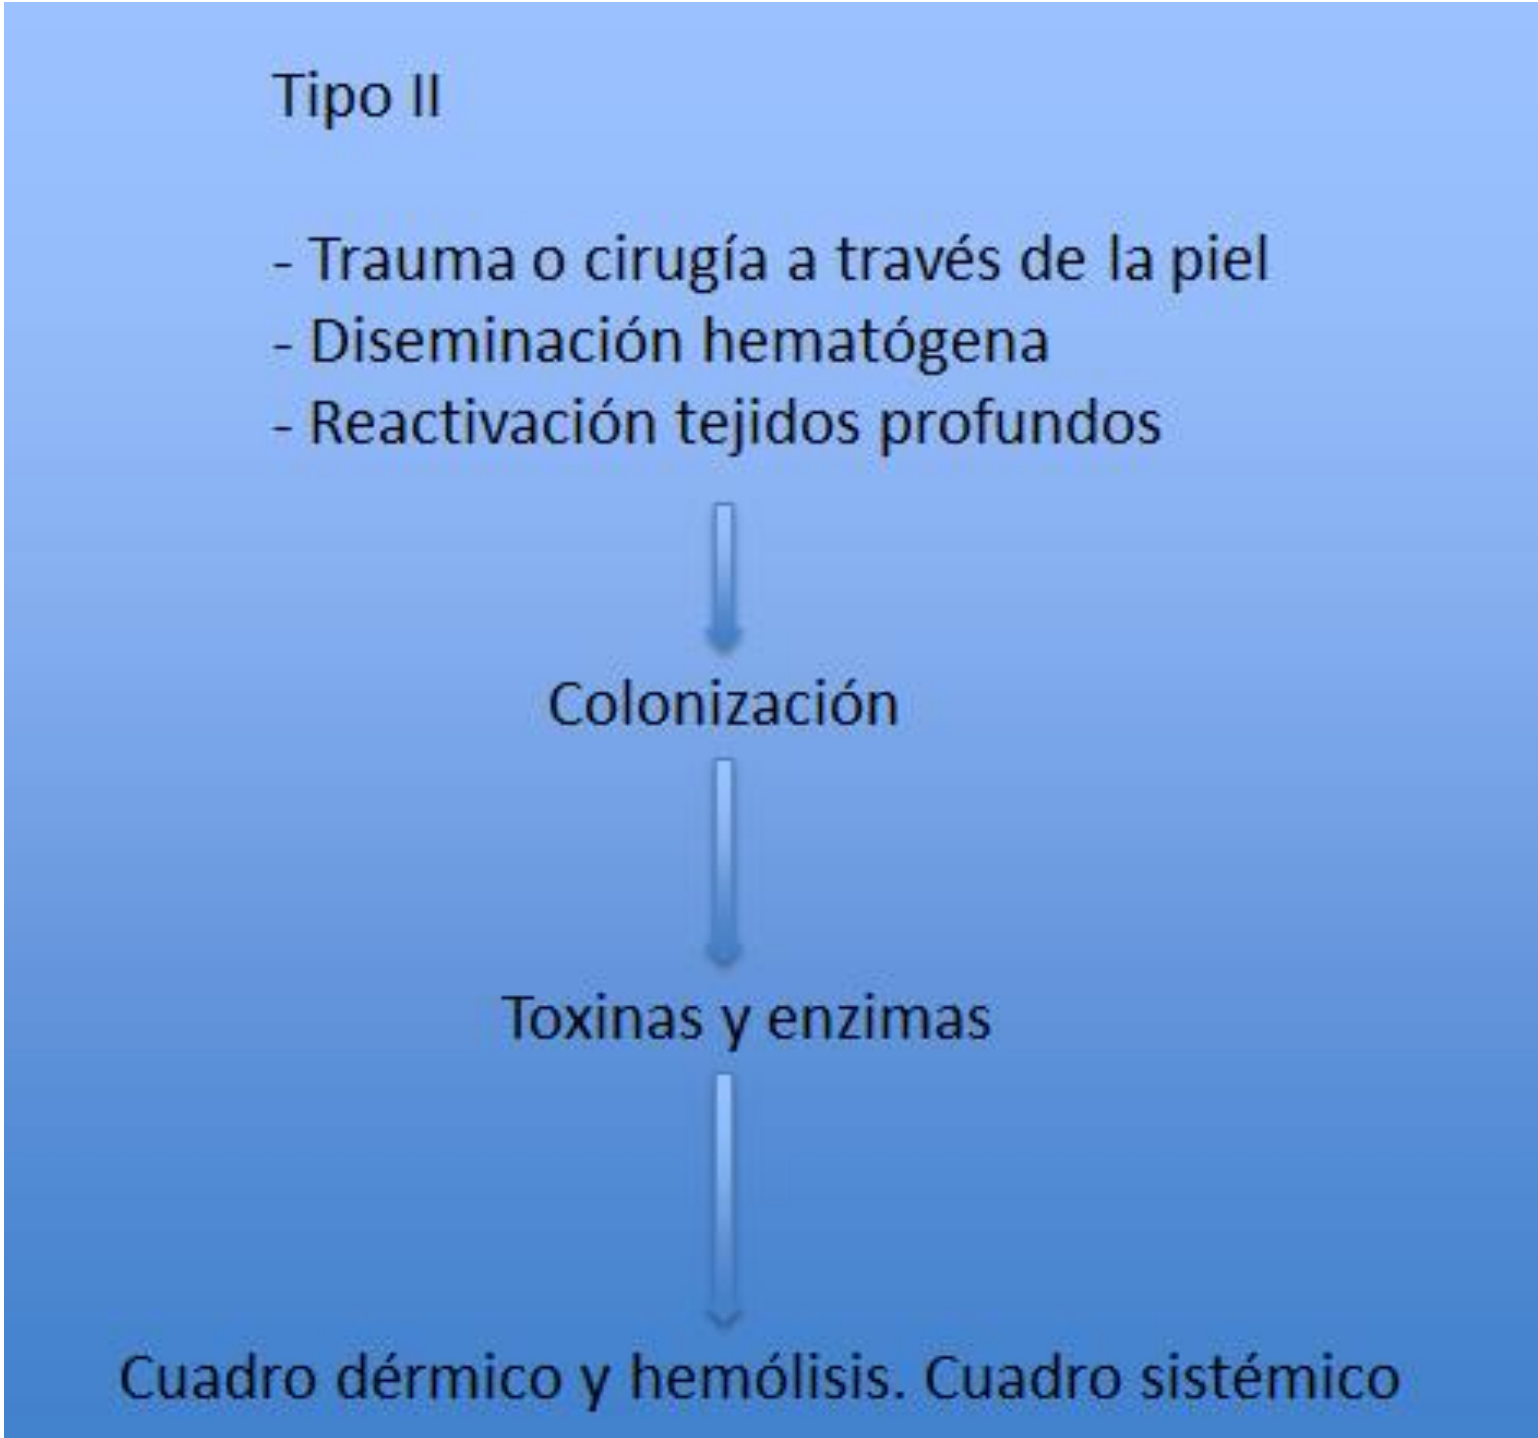 Tipo II
- Trauma o cirugía a través de la piel
- Diseminación hematógena
- Reactivación tejidos profundos
Colonización
Toxinas y enzimas
Cuadro dérmico y hemólisis. Cuadro sistémico